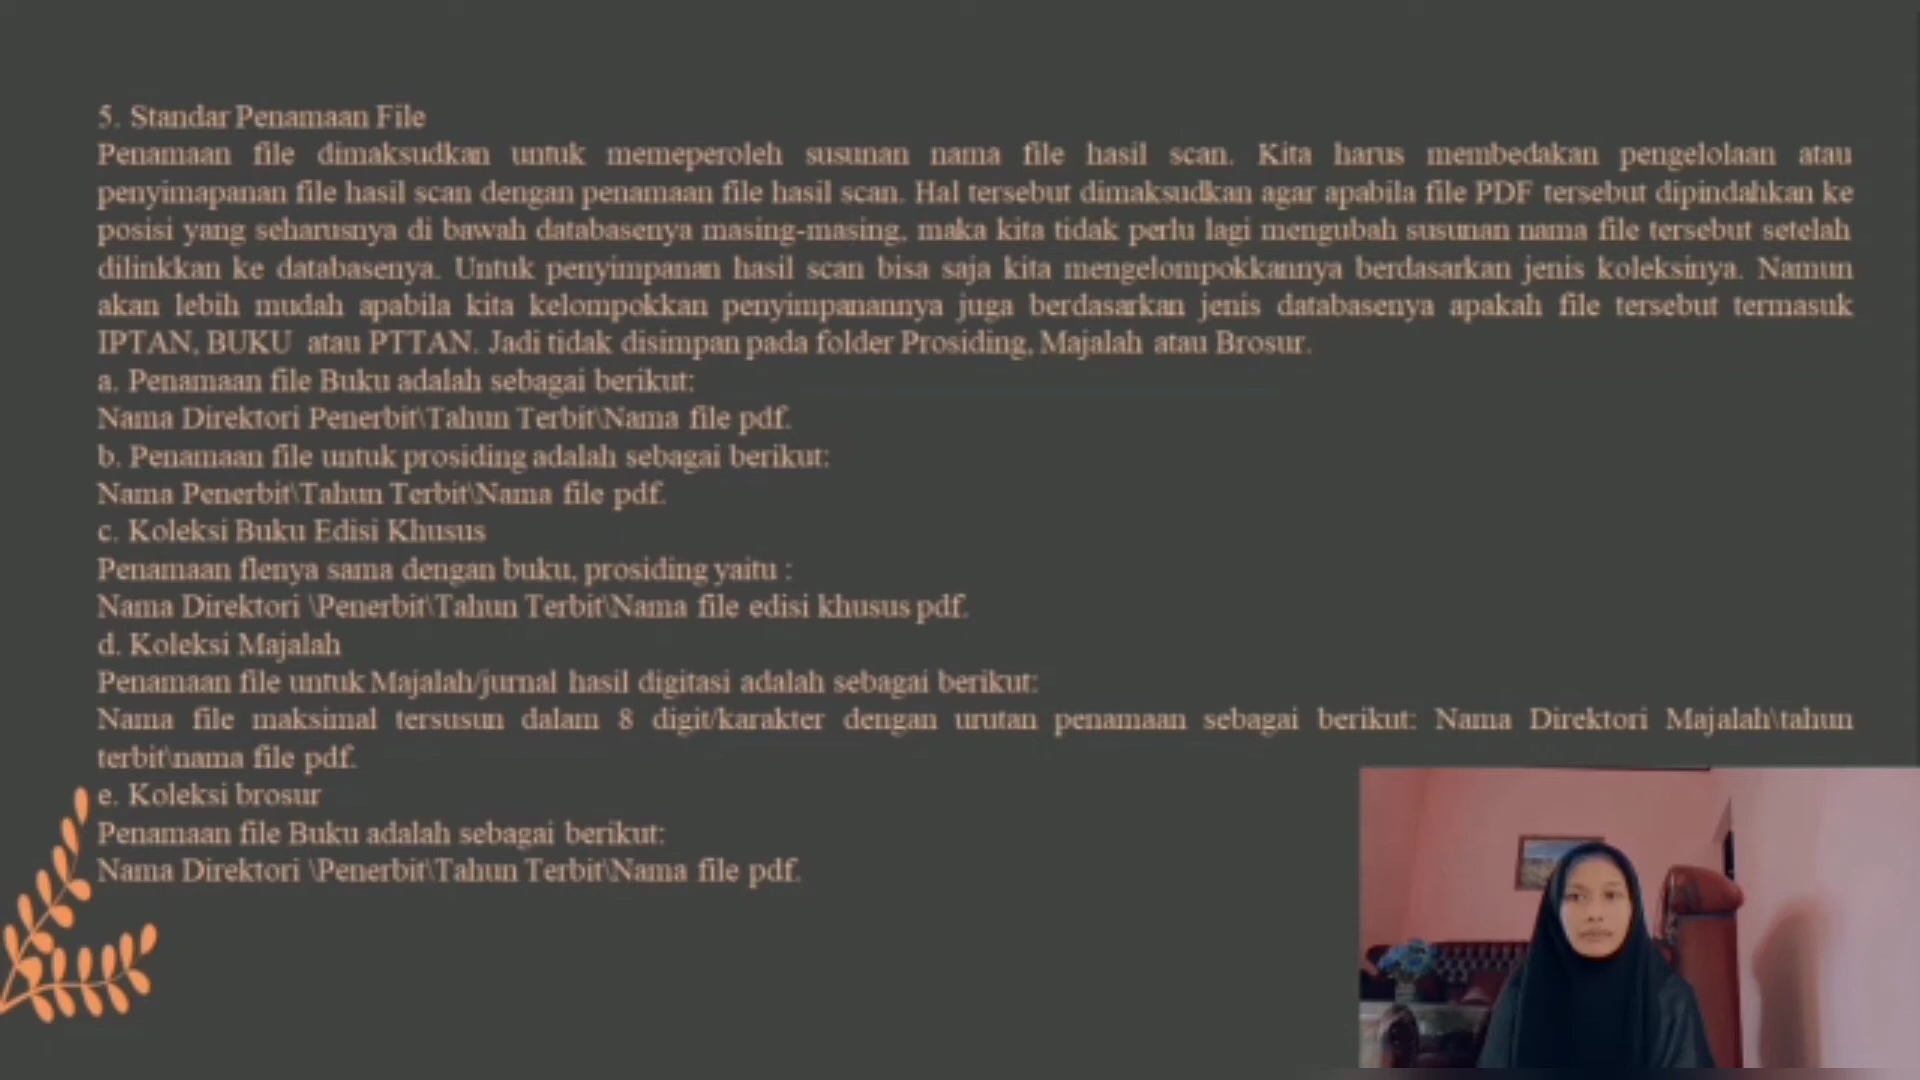 5. Standar Penamaan File
Penamaan file dimaksudkan untuk memeperoleh susunan nama file hasil scan. Kita harus membedakan pengelolaan atau
penyimapanan file hasil scan dengan penamaan file hasil scan. Hal tersebut dimaksudkan agar apabila file PDF tersebut dipindahkan ke
posisi yang seharusnya di bawah databasenya masing-masing, maka kita tidak perlu lagi mengubah susunan nama file tersebut setelah
dilinkkan ke databasenya. Untuk penyimpanan hasil scan bisa saja kita mengelompokkannya berdasarkan jenis koleksinya. Namun
akan lebih mudah apabila kita kelompokkan penyimpanannya juga berdasarkan jenis databasenya apakah file tersebut termasuk
IPTAN, BUKU atau PTTAN. Jadi tidak disimpan pada folder Prosiding, Majalah atau Brosur.
a. Penamaan file Buku adalah sebagai berikut:
Nama Direktori Penerbit\Tahun Terbit\Nama file pdf.
b. Penamaan file untuk prosiding adalah sebagai berikut:
Nama Penerbit\Tahun Terbit\Nama file pdf.
c. Koleksi Buku Edisi Khusus
Penamaan flenya sama dengan buku, prosiding yaitu :
Nama Direktori \Penerbit\Tahun Terbit\Nama file edisi khusus pdf.
d. Koleksi Majalah
Penamaan file untuk Majalah/jurnal hasil digitasi adalah sebagai berikut:
Nama file maksimal tersusun dalam 8 digit/karakter dengan urutan penamaan sebagai berikut: Nama Direktori Majalah\tahun
terbit\nama file pdf.
e. Koleksi brosur
Penamaan file Buku adalah sebagai berikut:
Nama Direktori \Penerbit\Tahun Terbit\Nama file pdf.